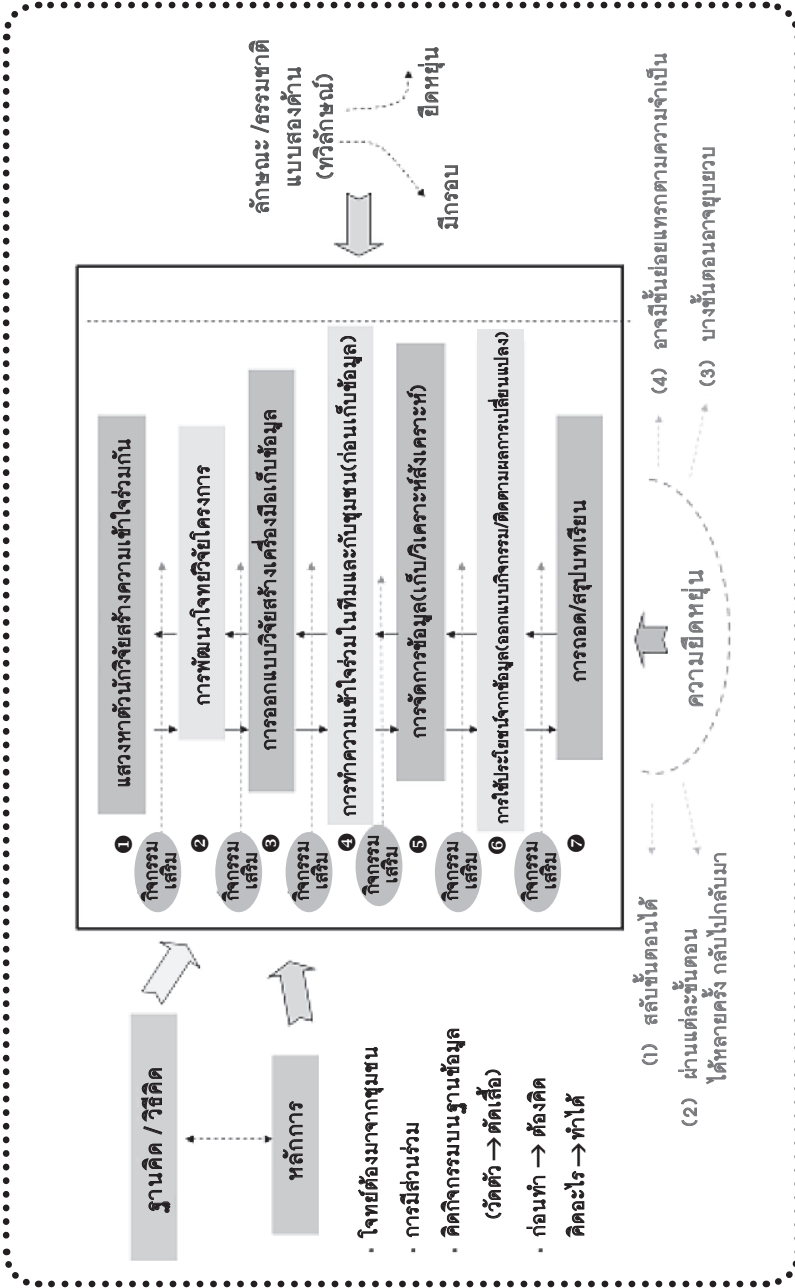 ฐานคิด / วิธีคิด
หลักการ
· โจทย์ต้องมาจากชุมชน
· การมีส่วนร่วม
· คิดกิจกรรมบนฐานข้อมูล
(วัดตัว → ตัดเสื้อ)
· ก่อนทำ → ต้องคิด
คิดอะไร → ทำได้
❶
แสวงหาตัวนักวิจัยสร้างความเข้าใจร่วมกัน
กิจกรรม
เสริม
❷
การพัฒนาโจทย์วิจัยโครงการ
กิจกรรม
เสริม
❸
การออกแบบวิจัยสร้างเครื่องมือเก็บข้อมูล
กิจกรรม
เสริม
❹
การทำความเข้าใจร่วมในทีมและกับชุมชน(ก่อนเก็บข้อมูล)
กิจกรรม
เสริม
❺
การจัดการข้อมูล(เก็บ/วิเคราะห์สังเคราะห์)
กิจกรรม
เสริม
❻
การใช้ประโยชน์จากข้อมูล(ออกแบบกิจกรรม/ติดตามผลการเปลี่ยนแปลง)
กิจกรรม
เสริม
❼
การถอด/สรุปบทเรียน
ลักษณะ /ธรรมชาติ
แบบสองด้าน
(ทวิลักษณ์)
มีกรอบ
ยืดหยุ่น
ความยืดหยุ่น
(1) สลับขั้นตอนได้
(2) ผ่านแต่ละขั้นตอน
ได้หลายครั้ง กลับไปกลับมา
(4) อาจมีขั้นย่อยแทรกตามความจำเป็น
(3) บางขั้นตอนอาจยุบยวบ